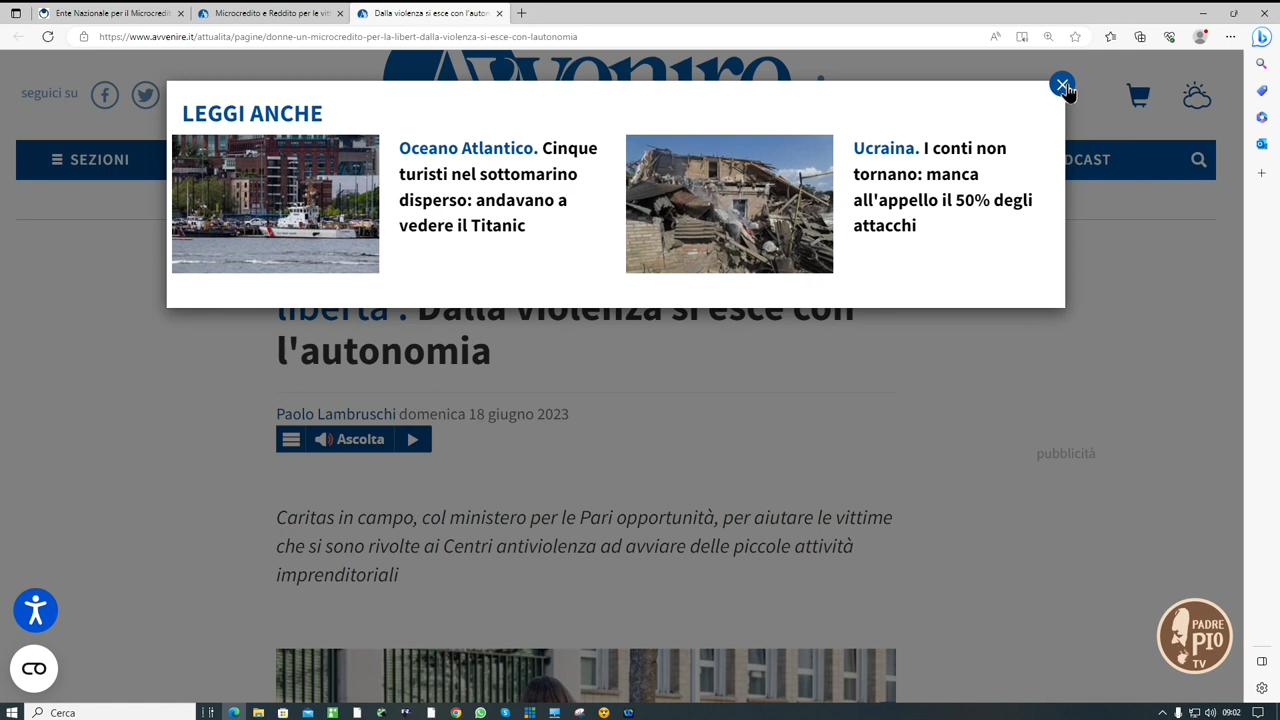 Ente Nazionale per il Microcredit
Microcredito e Reddito per le vit
Dalla violenza si esce con l'auton
https://www.avvenire.it/attualita/pagine/donne-un-microcredito-per-la-libert-dalla-violenza-si-esce-con-lautonomia
seguici su
Avvenire
SEZIONI
DCAST
LEGGI ANCHE
Oceano Atlantico. Cinque
turisti nel sottomarino
disperso: andavano a
vedere il Titanic
Ucraina. I conti non
tornano: manca
all'appello il 50% degli
attacchi
libertà". Dalla violenza si esce con
l'autonomia
Paolo Lambruschi domenica 18 giugno 2023
Ascolta
pubblicità
Caritas in campo, col ministero per le Pari opportunità, per aiutare le vittime
che si sono rivolte ai Centri antiviolenza ad avviare delle piccole attività
imprenditoriali
PADRE
PIO
TV
Cerca
09:02